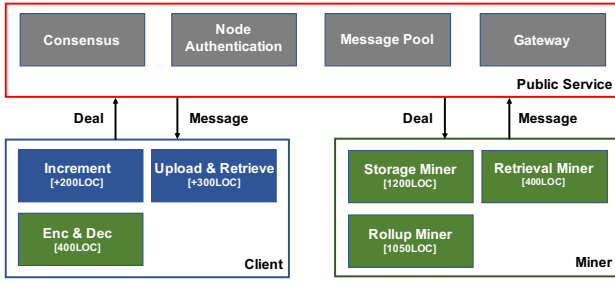 Consensus
Node
Authentication
Message Pool
Gateway
Public Service
Deal
Message
Deal
Message
Increment
[+200LOC]
Upload & Retrieve
[+300LOC]
Enc & Dec
[400LOC]
Client
Storage Miner
[1200LOC]
Retrieval Miner
[400LOC]
Rollup Miner
[1050LOC]
Miner